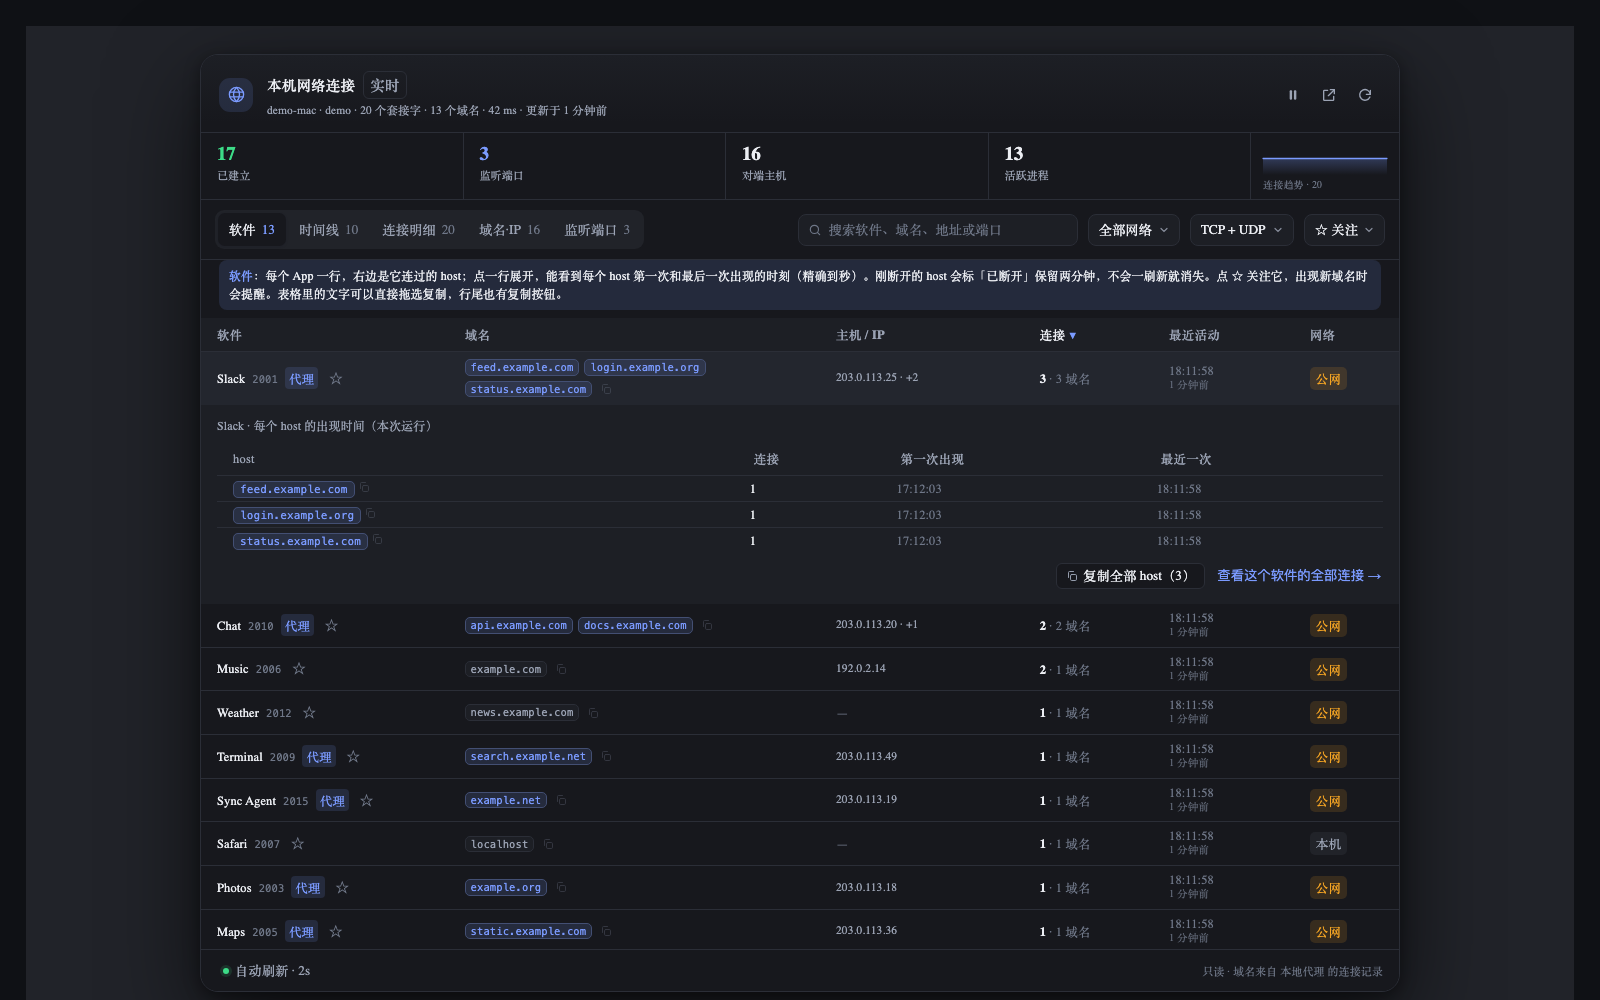 本机网络连接 实时
demo-mac · demo · 20 个套接字 · 13 个域名 · 42 ms · 更新于 1 分钟前
17
已建立
3
监听端口
16
对端主机
13
活跃进程
连接趋势 · 20
软件 13 时间线 10 连接明细 20 域名·IP 16 监听端口 3
搜索软件、域名、地址或端口
全部网络
TCP + UDP
☆ 关注
软件：每个 App 一行，右边是它连过的 host；点一行展开，能看到每个 host 第一次和最后一次出现的时刻（精确到秒）。刚断开的 host 会标「已断开」保留两分钟，不会一刷新就消失。点 ☆ 关注它，出现新域名时
会提醒。表格里的文字可以直接拖选复制，行尾也有复制按钮。
软件 域名 主机 / IP 连接 ▼ 最近活动 网络
Slack 2001 代理 ☆ feed.example.com login.example.org 203.0.113.25 · +2 3 · 3 域名 18:11:58 公网
status.example.com 1 分钟前
Slack · 每个 host 的出现时间（本次运行）
host 连接 第一次出现 最近一次
feed.example.com 1 17:12:03 18:11:58
login.example.org 1 17:12:03 18:11:58
status.example.com 1 17:12:03 18:11:58
复制全部 host（3） 查看这个软件的全部连接 →
Chat 2010 代理 ☆ api.example.com docs.example.com 203.0.113.20 · +1 2 · 2 域名 18:11:58 公网
1 分钟前
Music 2006 ☆ example.com 192.0.2.14 2 · 1 域名 18:11:58 公网
1 分钟前
Weather 2012 ☆ news.example.com — 1 · 1 域名 18:11:58 公网
1 分钟前
Terminal 2009 代理 ☆ search.example.net 203.0.113.49 1 · 1 域名 18:11:58 公网
1 分钟前
Sync Agent 2015 代理 ☆ example.net 203.0.113.19 1 · 1 域名 18:11:58 公网
1 分钟前
Safari 2007 ☆ localhost — 1 · 1 域名 18:11:58 本机
1 分钟前
Photos 2003 代理 ☆ example.org 203.0.113.18 1 · 1 域名 18:11:58 公网
1 分钟前
Maps 2005 代理 ☆ static.example.com 203.0.113.36 1 · 1 域名 18:11:58 公网
1 分钟前
自动刷新 · 2s
只读 · 域名来自 本地代理 的连接记录